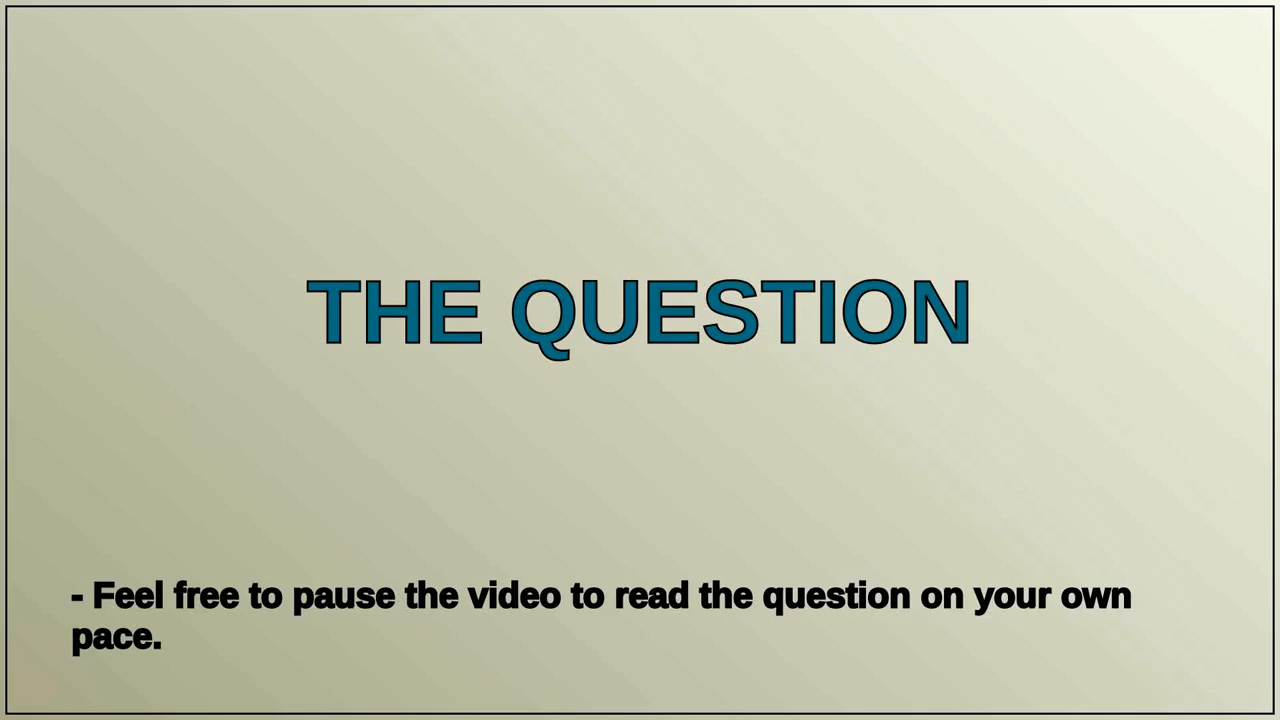 THE QUESTION
- Feel free to pause the video to read the question on your own
pace.